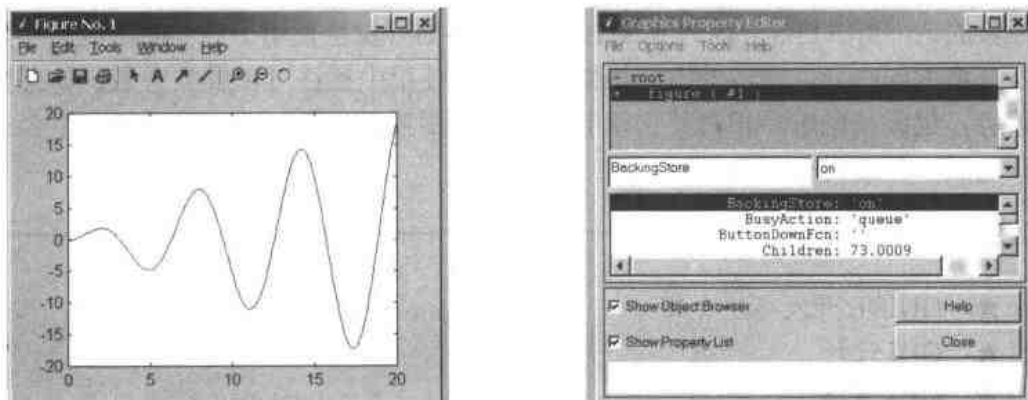 Figure No. 1
File Edit Tools Window Help
A
20
15
10
5
0
-5
-10
-15
-20
0 5 10 15 20
Graphics Property Editor
File Options Tools Help
- root
+ figure ( #1 )
BackingStore
on
BackingStore: 'on'
BusyAction: 'queue'
ButtonDownFcn: ''
Children: 73.0009
Show Object Browser
Help
Show Property List
Close